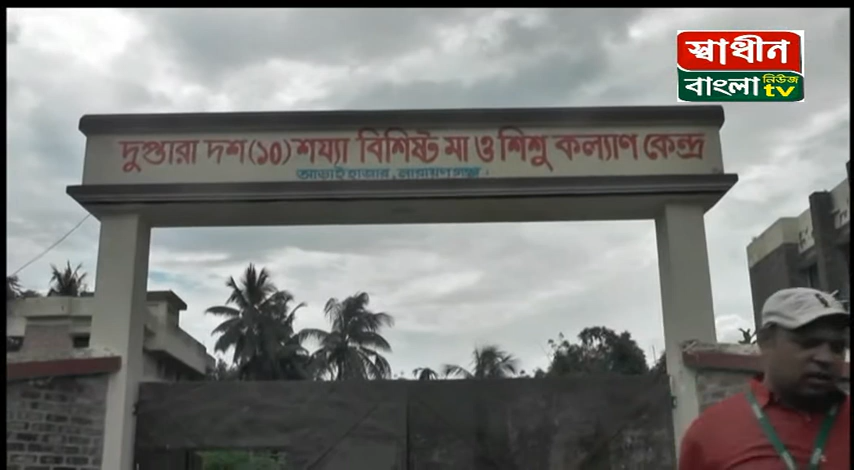 স্বাধীন
বাংলা নিউজ tv
দুপ্তারা দশ (১০) শয্যা বিশিষ্ট মা ও শিশু কল্যাণ কেন্দ্র
আড়াইহাজার, নারায়ণগঞ্জ।